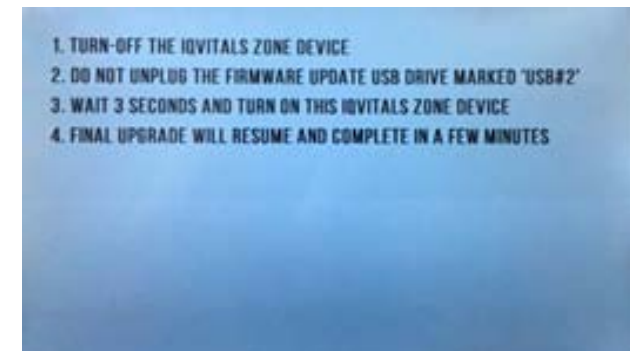 1. TURN-OFF THE IQVITALS ZONE DEVICE
2. DO NOT UNPLUG THE FIRMWARE UPDATE USB DRIVE MARKED 'USB#2'
3. WAIT 3 SECONDS AND TURN ON THIS IQVITALS ZONE DEVICE
4. FINAL UPGRADE WILL RESUME AND COMPLETE IN A FEW MINUTES